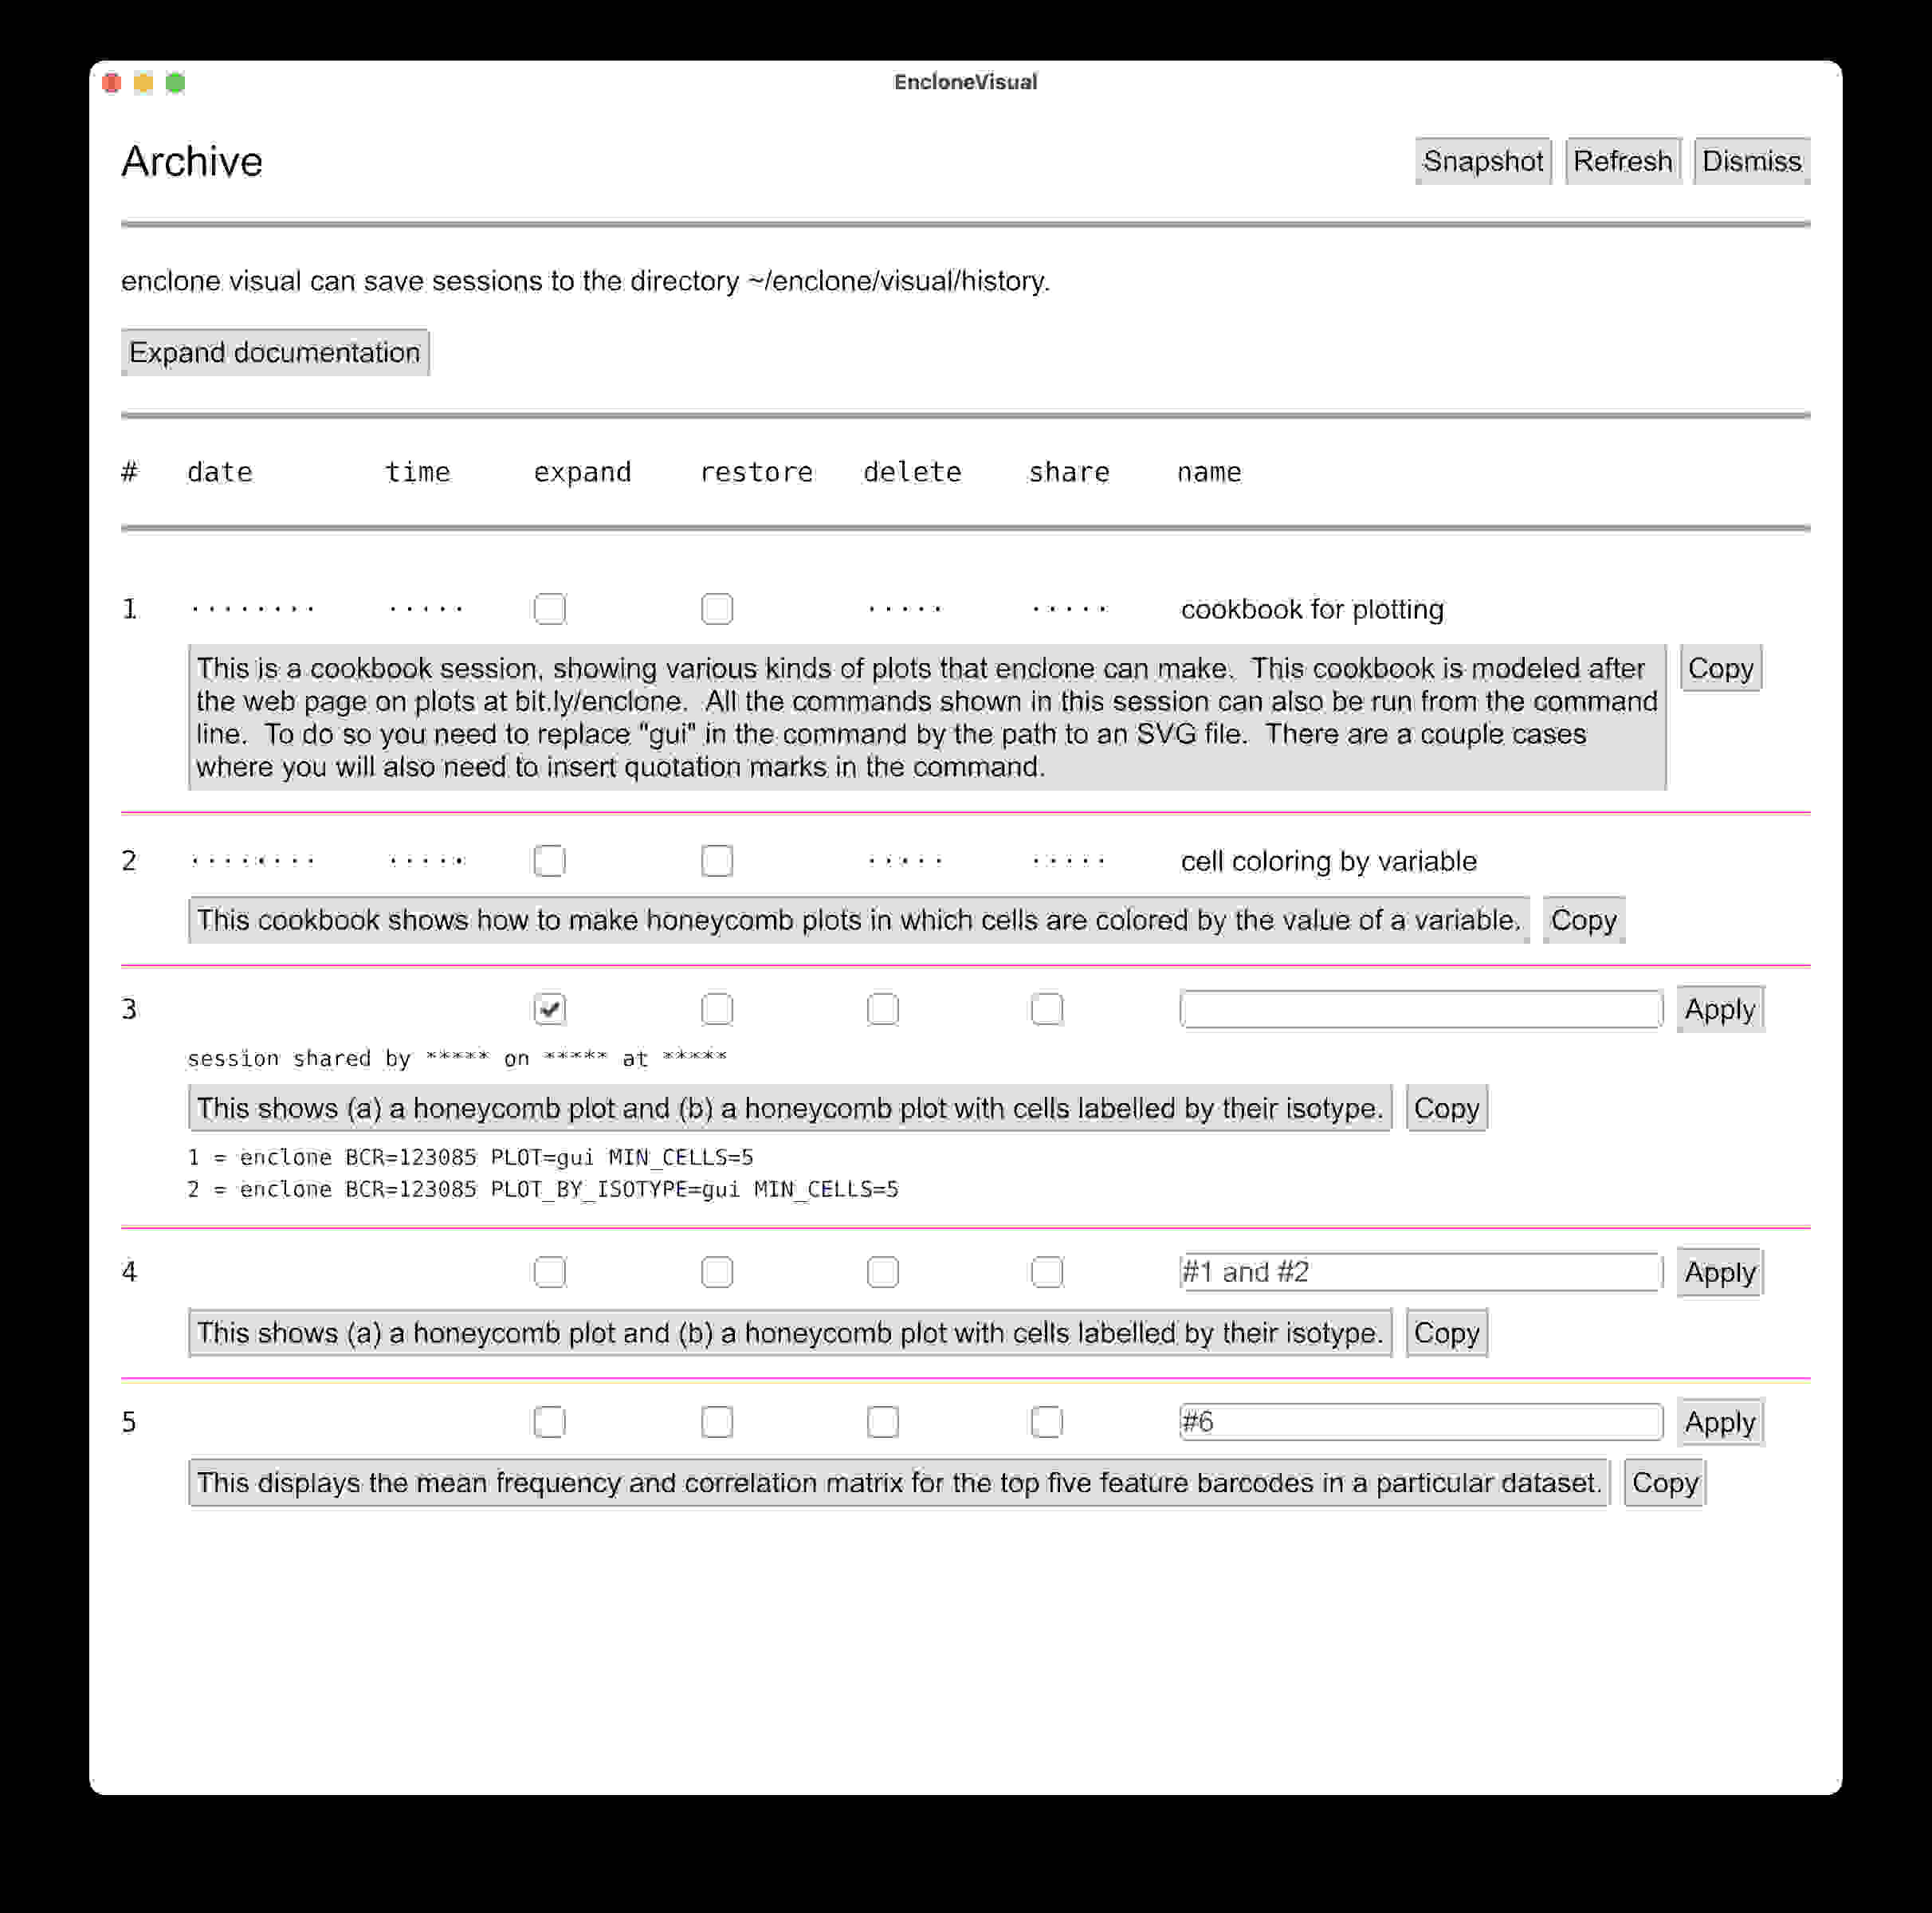 EncloneVisual
Archive
Snapshot Refresh Dismiss
enclone visual can save sessions to the directory ~/enclone/visual/history.
Expand documentation
# date time expand restore delete share name
1 ········ ····· ····· ····· cookbook for plotting
This is a cookbook session, showing various kinds of plots that enclone can make.  This cookbook is modeled after
the web page on plots at bit.ly/enclone.  All the commands shown in this session can also be run from the command
line.  To do so you need to replace "gui" in the command by the path to an SVG file.  There are a couple cases
where you will also need to insert quotation marks in the command.
Copy
2 ········ ····· ····· ····· cell coloring by variable
This cookbook shows how to make honeycomb plots in which cells are colored by the value of a variable. Copy
3 Apply
session shared by ***** on ***** at *****
This shows (a) a honeycomb plot and (b) a honeycomb plot with cells labelled by their isotype. Copy
1 = enclone BCR=123085 PLOT=gui MIN_CELLS=5
2 = enclone BCR=123085 PLOT_BY_ISOTYPE=gui MIN_CELLS=5
4 #1 and #2 Apply
This shows (a) a honeycomb plot and (b) a honeycomb plot with cells labelled by their isotype. Copy
5 #6 Apply
This displays the mean frequency and correlation matrix for the top five feature barcodes in a particular dataset. Copy